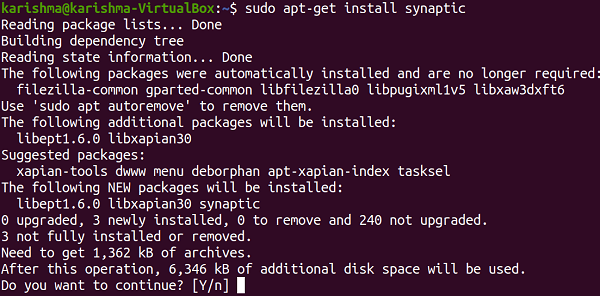 karishma@karishma-VirtualBox:~$ sudo apt-get install synaptic
Reading package lists... Done
Building dependency tree
Reading state information... Done
The following packages were automatically installed and are no longer required:
  filezilla-common gparted-common libfilezilla0 libpugixml1v5 libxaw3dxft6
Use 'sudo apt autoremove' to remove them.
The following additional packages will be installed:
  libept1.6.0 libxapian30
Suggested packages:
  xapian-tools dwww menu deborphan apt-xapian-index tasksel
The following NEW packages will be installed:
  libept1.6.0 libxapian30 synaptic
0 upgraded, 3 newly installed, 0 to remove and 240 not upgraded.
3 not fully installed or removed.
Need to get 1,362 kB of archives.
After this operation, 6,346 kB of additional disk space will be used.
Do you want to continue? [Y/n]